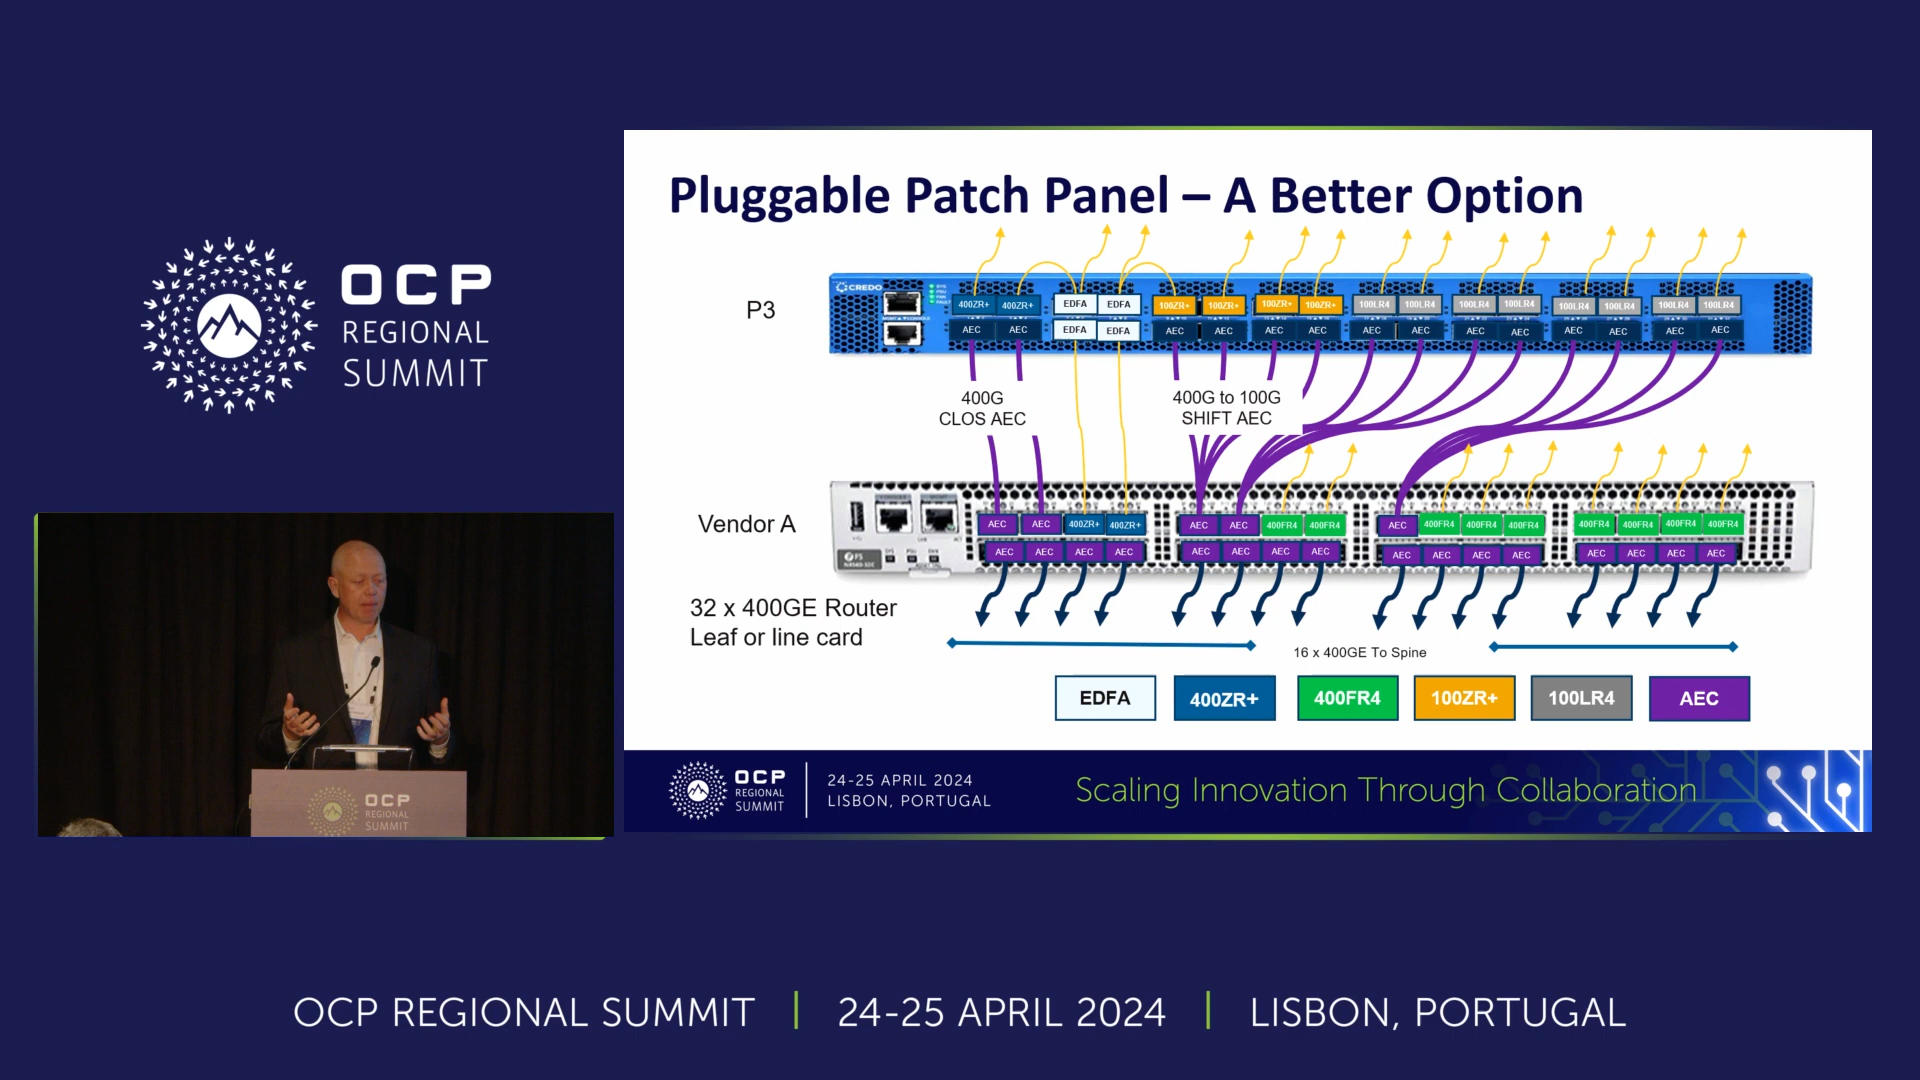 OCP
REGIONAL
SUMMIT
Pluggable Patch Panel – A Better Option
P3
CREDO
400ZR+ 400ZR+ EDFA EDFA 100ZR+ 100ZR+ 100ZR+ 100ZR+ 100LR4 100LR4 100LR4 100LR4 100LR4 100LR4 100LR4 100LR4
AEC AEC EDFA EDFA AEC AEC AEC AEC AEC AEC AEC AEC AEC AEC AEC AEC
400G
CLOS AEC
400G to 100G
SHIFT AEC
Vendor A
AEC AEC 400ZR+ 400ZR+ AEC AEC 400FR4 400FR4 AEC 400FR4 400FR4 400FR4 400FR4 400FR4 400FR4 400FR4
AEC AEC AEC AEC AEC AEC AEC AEC AEC AEC AEC AEC AEC AEC AEC AEC
FS
32 x 400GE Router
Leaf or line card
16 x 400GE To Spine
EDFA 400ZR+ 400FR4 100ZR+ 100LR4 AEC
OCP
REGIONAL
SUMMIT
24-25 APRIL 2024
LISBON, PORTUGAL
Scaling Innovation Through Collaboration
OCP
REGIONAL
SUMMIT
OCP REGIONAL SUMMIT | 24-25 APRIL 2024 | LISBON, PORTUGAL